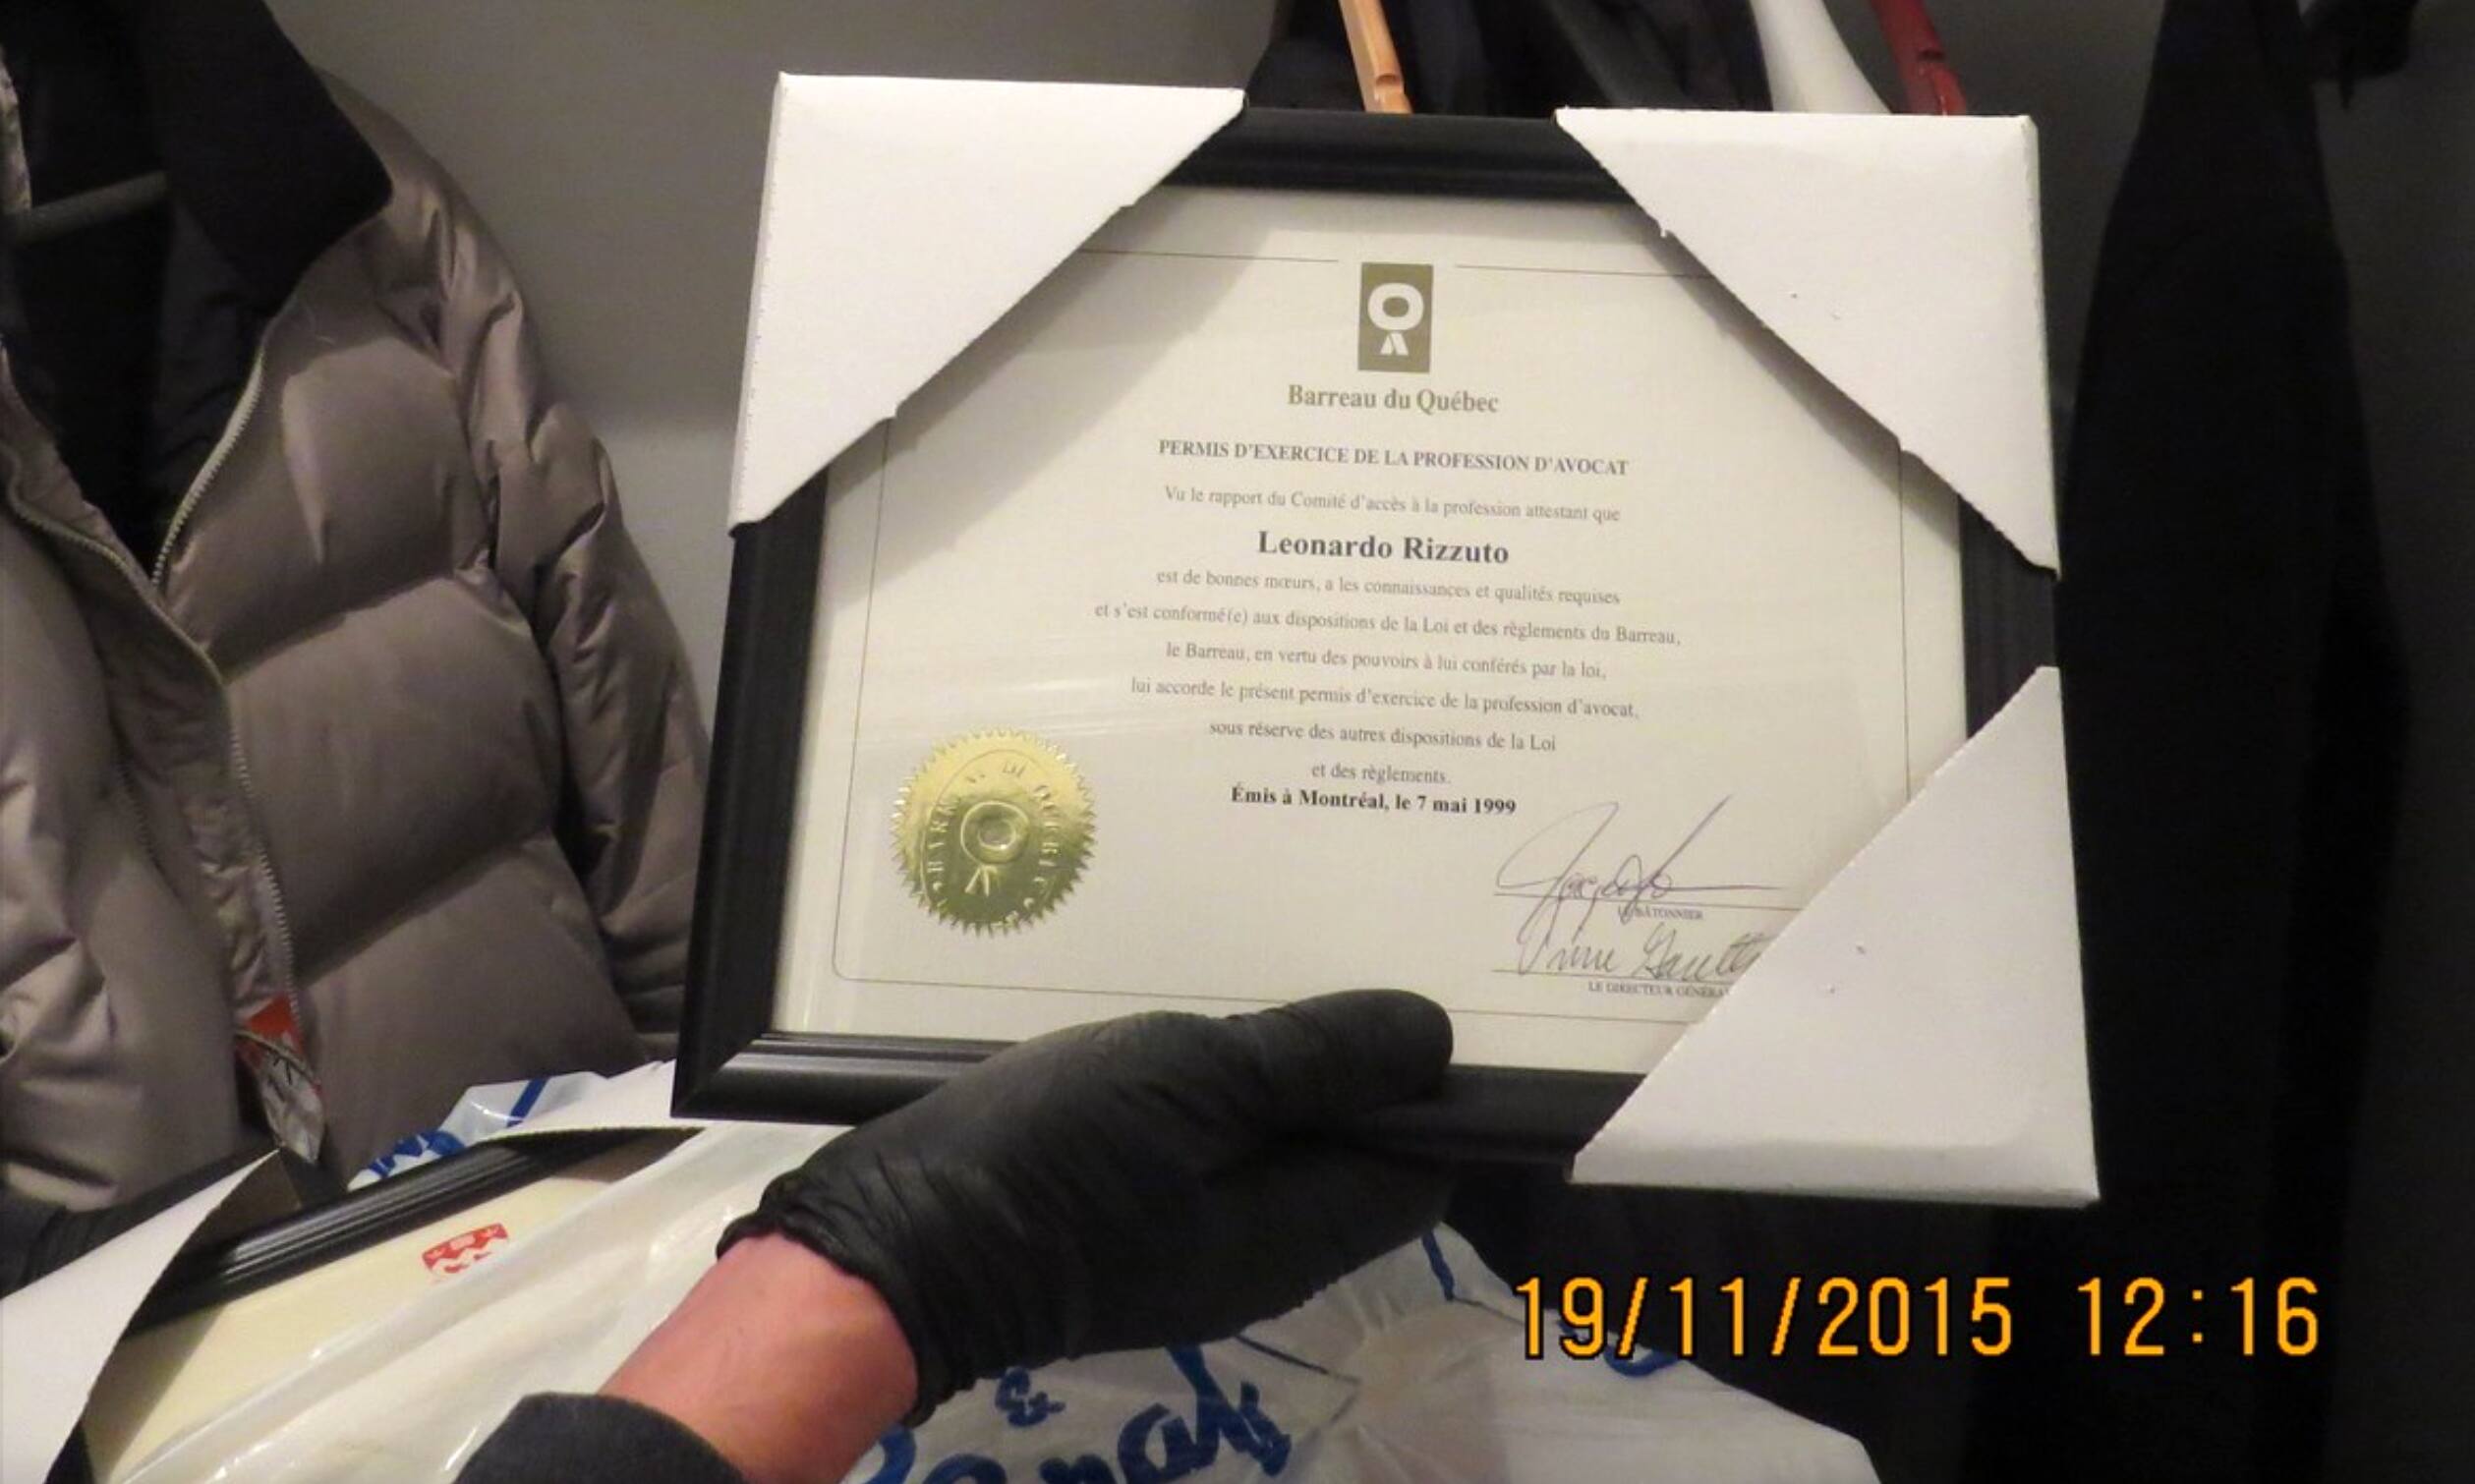 Barreau du Québec
PERMIS D'EXERCICE DE LA PROFESSION D'AVOCAT
Vu le rapport du Comité d'accès à la profession attestant que
Leonardo Rizzuto
est de bonnes mœurs, a les connaissances et qualités requises
et s'est conformé(e) aux dispositions de la Loi et des règlements du Barreau,
le Barreau, en vertu des pouvoirs à lui conférés par la loi,
lui accorde le présent permis d'exercice de la profession d'avocat,
sous réserve des autres dispositions de la Loi
et des règlements.
Émis à Montréal, le 7 mai 1999
LE BÂTONNIER
LE DIRECTEUR GÉNÉRA
&
19/11/2015 12:16